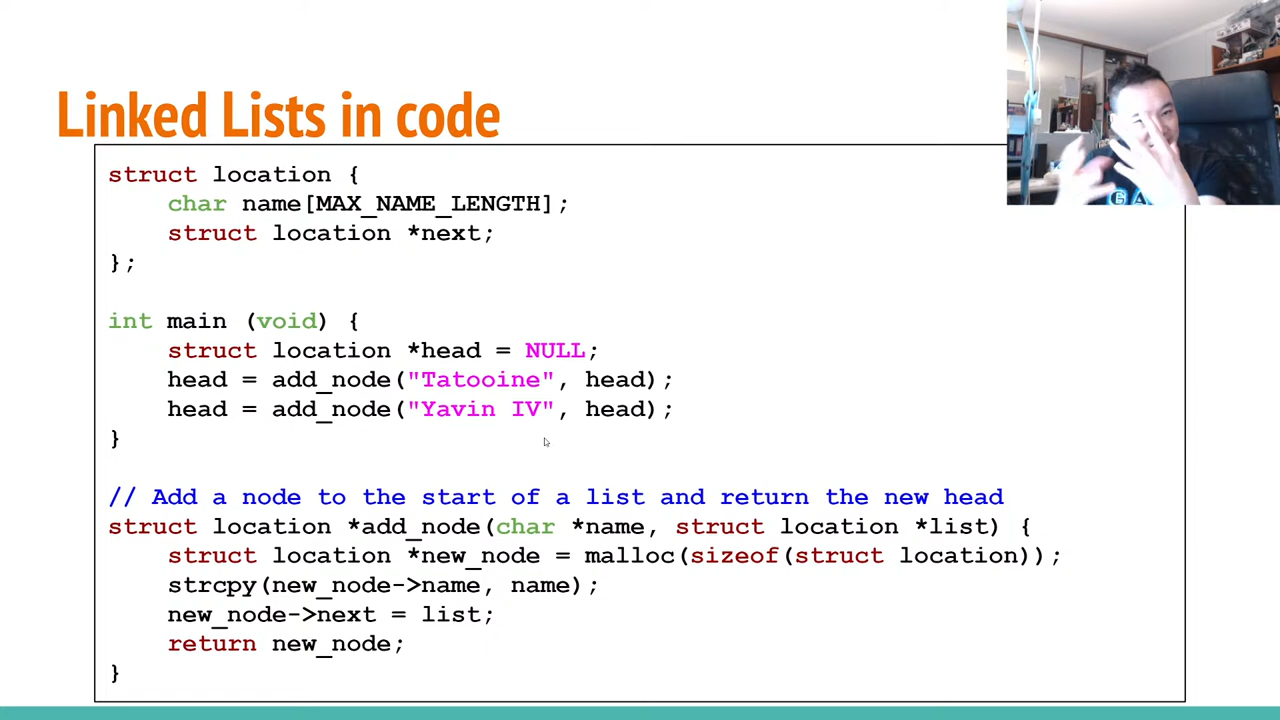 Linked Lists in code
struct location {
    char name[MAX_NAME_LENGTH];
    struct location *next;
};

int main (void) {
    struct location *head = NULL;
    head = add_node("Tatooine", head);
    head = add_node("Yavin IV", head);
}

// Add a node to the start of a list and return the new head
struct location *add_node(char *name, struct location *list) {
    struct location *new_node = malloc(sizeof(struct location));
    strcpy(new_node->name, name);
    new_node->next = list;
    return new_node;
}